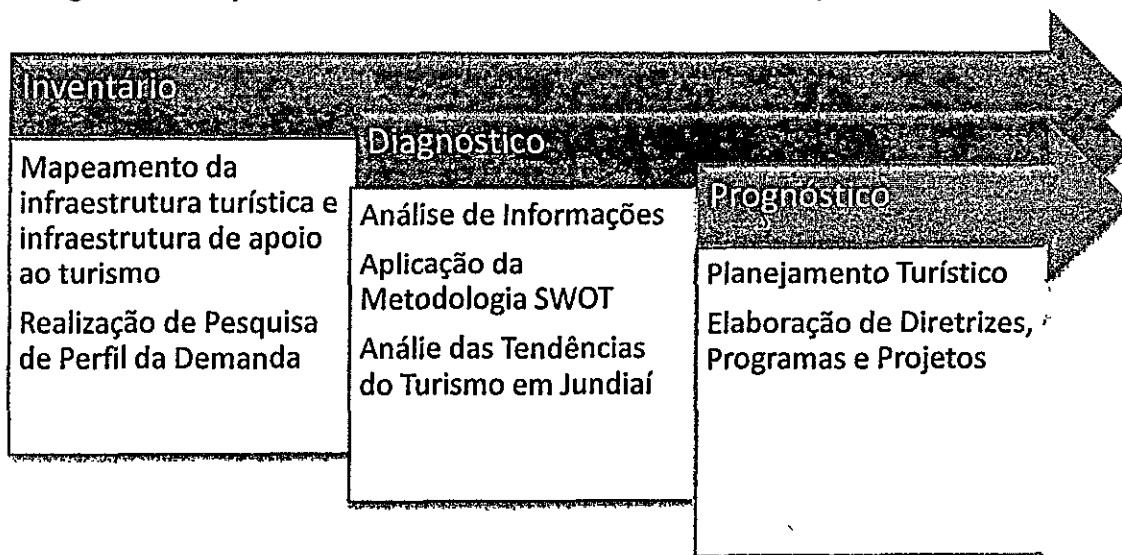 Inventário
Mapeamento da
infraestrutura turística e
infraestrutura de apoio
ao turismo
Realização de Pesquisa
de Perfil da Demanda
Diagnóstico
Análise de Informações
Aplicação da
Metodologia SWOT
Anális das Tendências
do Turismo em Jundiaí
Prognóstico
Planejamento Turístico
Elaboração de Diretrizes,
Programas e Projetos